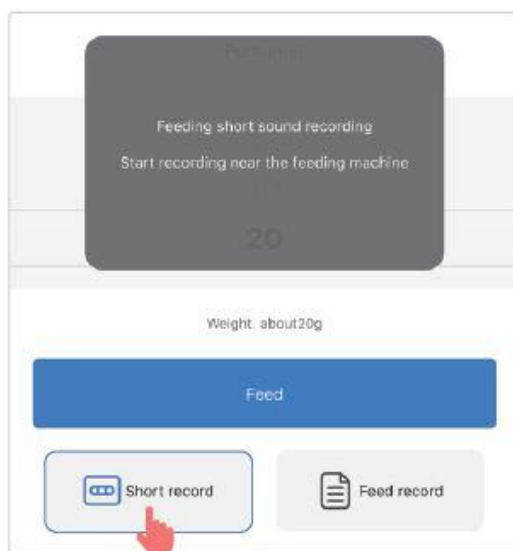 Feeding short sound recording
Start recording near the feeding machine
20
Weight about20g
Feed
Short record
Feed record